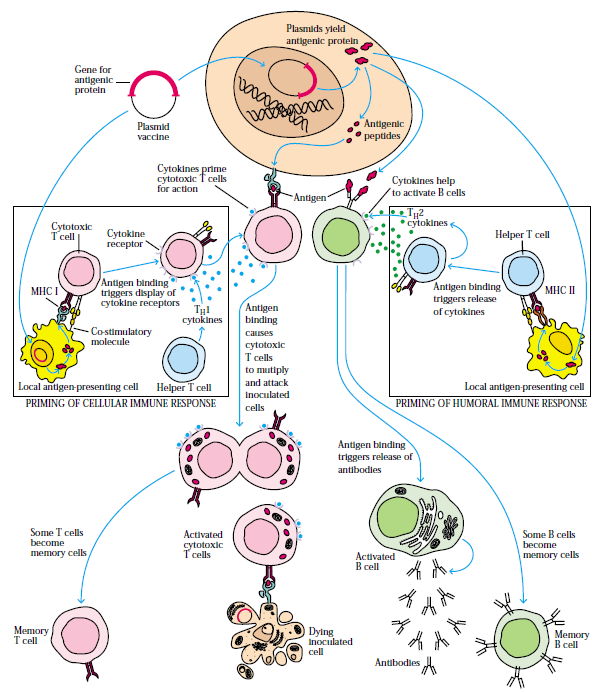 Plasmids yield
antigenic protein
Gene for
antigenic
protein
Plasmid
vaccine
Antigenic
peptides
Cytokines prime
cytotoxic T cells
for action
Antigen
Cytokines help
to activate B cells
Cytotoxic
T cell
Cytokine
receptor
MHC I
Antigen binding
triggers display of
cytokine receptors
TH1
cytokines
Co-stimulatory
molecule
Local antigen-presenting cell
Helper T cell
PRIMING OF CELLULAR IMMUNE RESPONSE
TH2
cytokines
Helper T cell
MHC II
Antigen binding
triggers release
of cytokines
Local antigen-presenting cell
PRIMING OF HUMORAL IMMUNE RESPONSE
Antigen
binding
causes
cytotoxic
T cells
to mutiply
and attack
inoculated
cells
Antigen binding
triggers release of
antibodies
Some T cells
become
memory cells
Activated
cytotoxic
T cells
Activated
B cell
Some B cells
become
memory cells
Memory
T cell
Dying
inoculated
cell
Antibodies
Memory
B cell